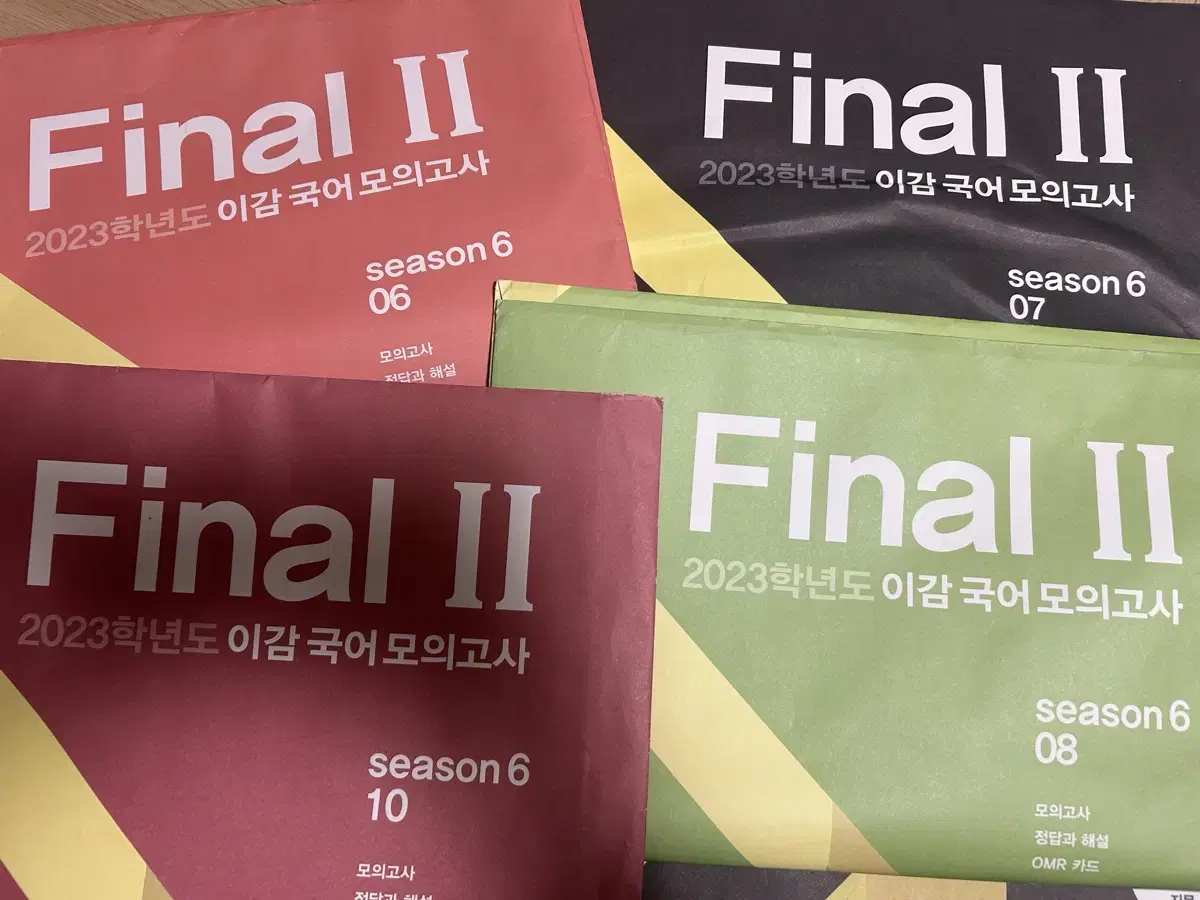 Final II
2023학년도 이감 국어 모의고사
season 6
06
모의고사
정답과 해설
Final II
2023학년도 이감 국어 모의고사
season 6
07
Final II
2023학년도 이감 국어 모의고사
season 6
10
모의고사
정답과 해설
Final II
2023학년도 이감 국어 모의고사
season 6
08
모의고사
정답과 해설
OMR 카드